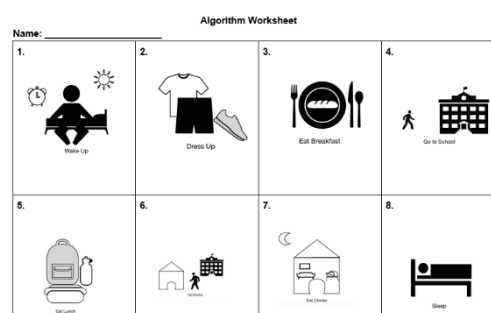 Algorithm Worksheet
Name:
1.
Wake Up
2.
Dress Up
3.
Eat Breakfast
4.
Go to School
5.
Eat Lunch
6.
Go home
7.
Eat Dinner
8.
Sleep